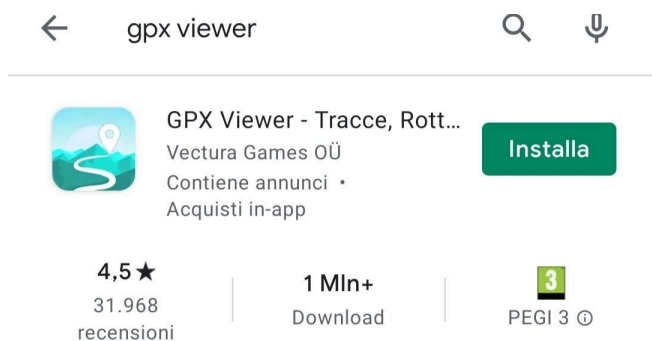 gpx viewer
GPX Viewer - Tracce, Rott...
Vectura Games OÜ
Installa
Contiene annunci •
Acquisti in-app
4,5★
31.968
recensioni
1 Mln+
Download
3
PEGI 3